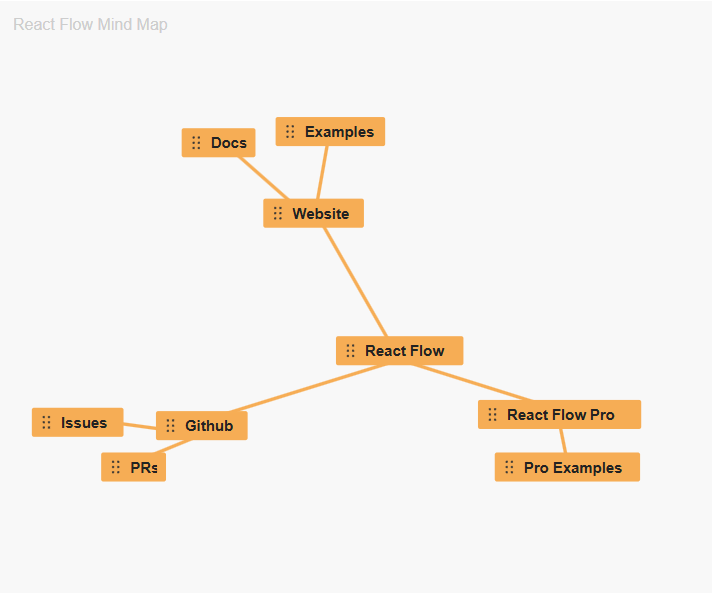 React Flow Mind Map
Examples
Docs
Website
React Flow
React Flow Pro
Issues
Github
PRs
Pro Examples